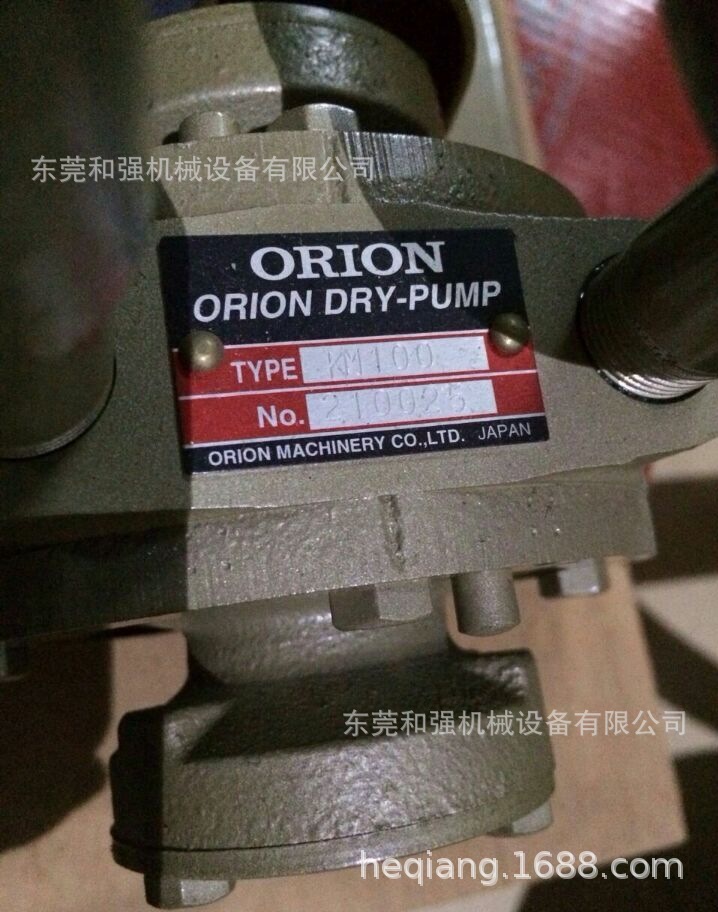 东莞和强机械设备有限公司
ORION
ORION DRY-PUMP
TYPE KM100
No. 210025
ORION MACHINERY CO.,LTD. JAPAN
东莞和强机械设备有限公司
heqiang.1688.com